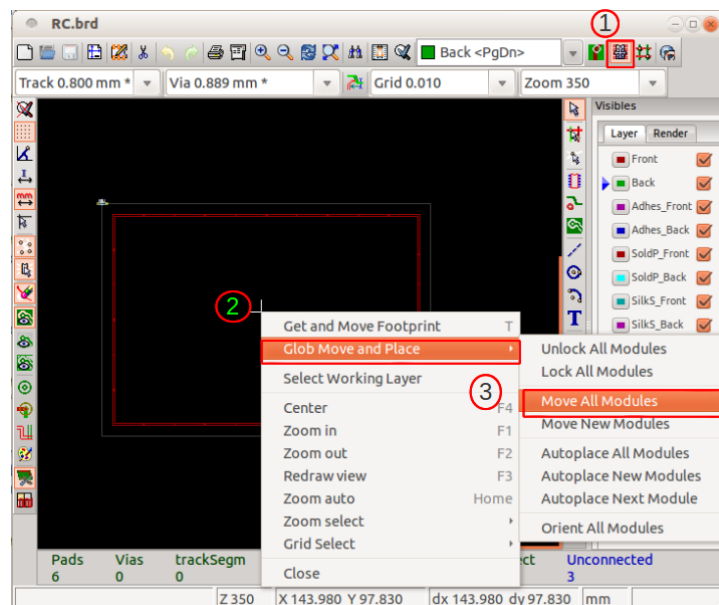 RC.brd
1
Back <PgDn>
Track 0.800 mm *
Via 0.889 mm *
Grid 0.010
Zoom 350
Visibles
Layer
Render
Front
Back
Adhes_Front
Adhes_Back
SoldP_Front
SoldP_Back
SilkS_Front
SilkS_Back
mm
T
2
Get and Move Footprint T
Glob Move and Place
Select Working Layer
3
Center F4
Zoom in F1
Zoom out F2
Redraw view F3
Zoom auto Home
Zoom select
Grid Select
Close
Unlock All Modules
Lock All Modules
Move All Modules
Move New Modules
Autoplace All Modules
Autoplace New Modules
Autoplace Next Module
Orient All Modules
Pads Vias trackSegm ect Unconnected
6 0 0 3
Z 350 X 143.980 Y 97.830 dx 143.980 dy 97.830 mm